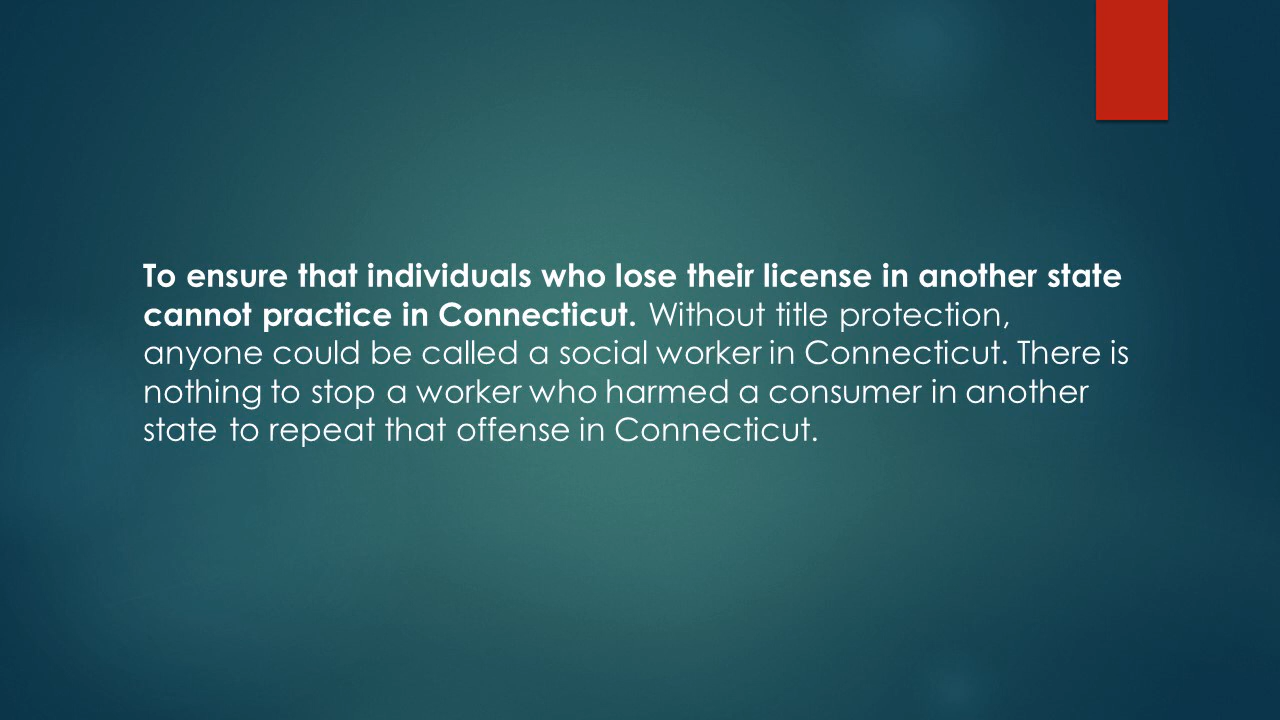 To ensure that individuals who lose their license in another state
cannot practice in Connecticut. Without title protection,
anyone could be called a social worker in Connecticut. There is
nothing to stop a worker who harmed a consumer in another
state to repeat that offense in Connecticut.